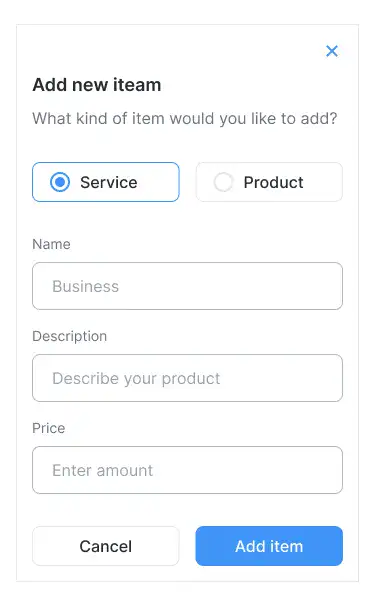 Add new iteam
What kind of item would you like to add?
Service
Product
Name
Business
Description
Describe your product
Price
Enter amount
Cancel
Add item